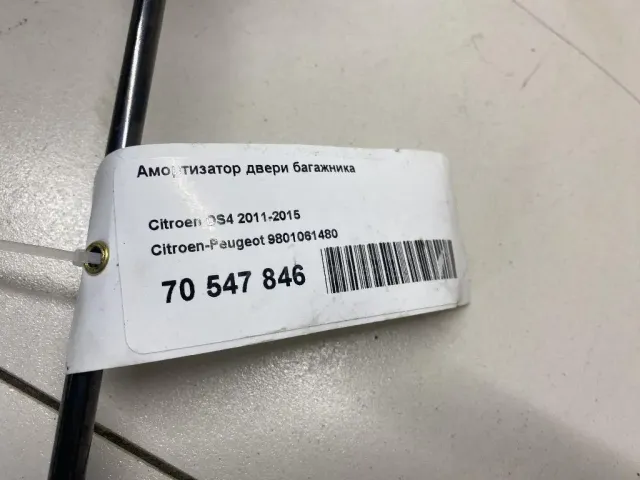 Амортизатор двери багажника
Citroen DS4 2011-2015
Citroen-Peugeot 9801061480
70 547 846